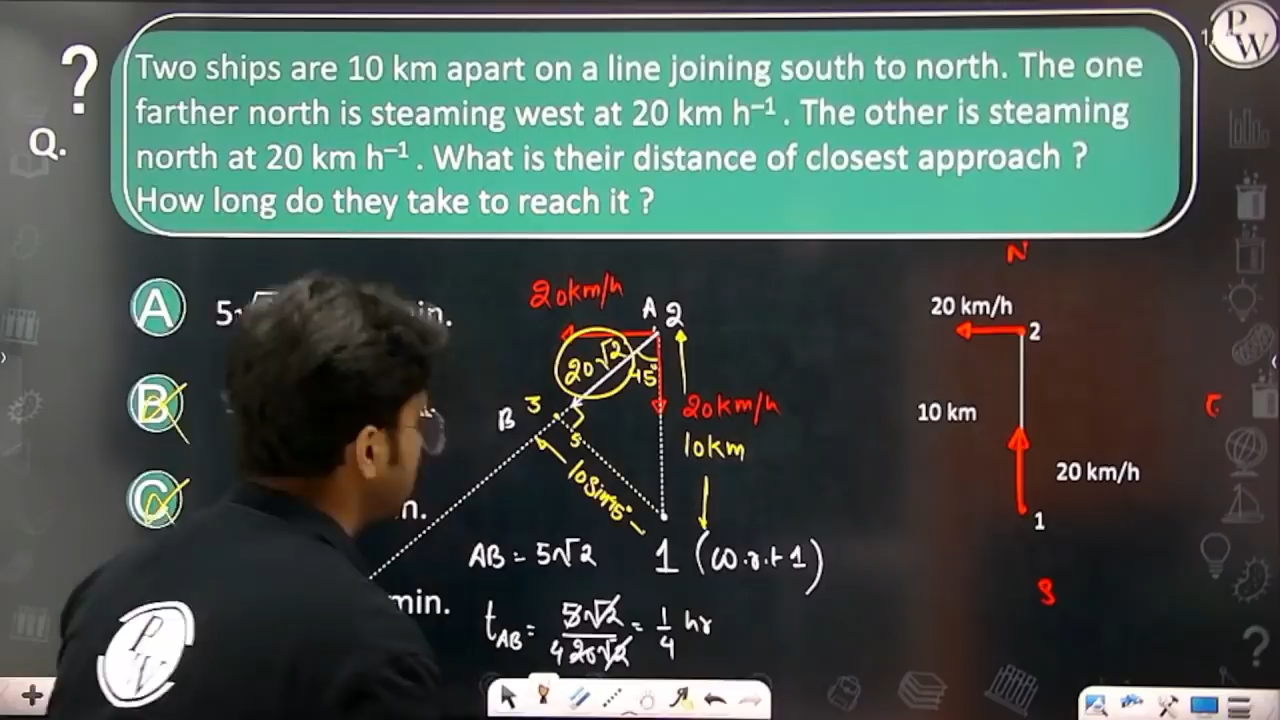 ?
Q.
Two ships are 10 km apart on a line joining south to north. The one
farther north is steaming west at 20 km h⁻¹. The other is steaming
north at 20 km h⁻¹. What is their distance of closest approach ?
How long do they take to reach it ?
P
W
A 5
in.
B
C
n.
min.
20km/h
A 2
20√2
45°
20km/h
10km
B
10sin45°
AB = 5√2
1 (w.r.t 1)
tAB = 5√2 / 20√2 = 1/4 hr
4
N
20 km/h
2
10 km
20 km/h
1
S
P
W